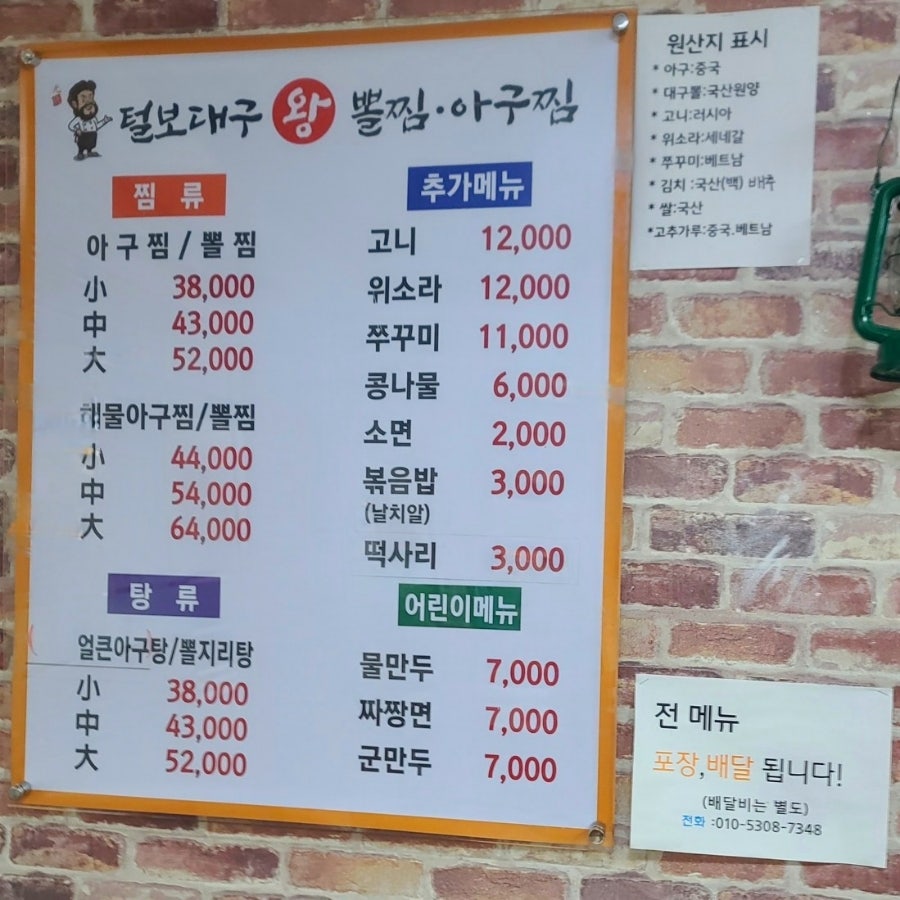 털보대구 왕 뽈찜·아구찜
찜 류
아 구 찜 / 뽈 찜
小 38,000
中 43,000
大 52,000
해물아구찜/뽈찜
小 44,000
中 54,000
大 64,000
탕 류
얼큰아구탕/뽈지리탕
小 38,000
中 43,000
大 52,000
추가메뉴
고니 12,000
위소라 12,000
쭈꾸미 11,000
콩나물 6,000
소면 2,000
볶음밥 3,000
(날치알)
떡사리 3,000
어린이메뉴
물만두 7,000
짜짱면 7,000
군만두 7,000
원산지 표시
* 아구:중국
* 대구뽈:국산원양
* 고니:러시아
* 위소라:세네갈
* 쭈꾸미:베트남
* 김치 :국산(백) 배추
* 쌀:국산
*고추가루:중국.베트남
전 메뉴
포장,배달 됩니다!
(배달비는 별도)
전화 :010-5308-7348